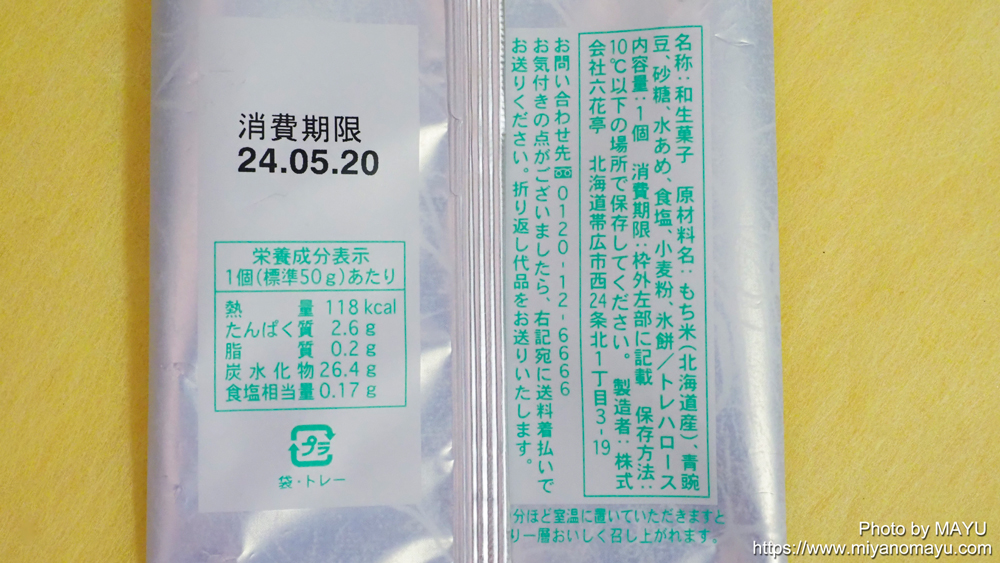 消費期限
24.05.20
栄養成分表示
1個(標準50g)あたり
熱量 118kcal
たんぱく質 2.6g
脂質 0.2g
炭水化物 26.4g
食塩相当量 0.17g
プラ
袋・トレー
名称:和生菓子 原材料名:もち米(北海道産)、青豌
豆、砂糖、水あめ、食塩、小麦粉、氷餅/トレハロース
内容量:1個 消費期限:枠外左部に記載 保存方法:
10℃以下の場所で保存してください。 製造者:株式
会社六花亭 北海道帯広市西24条北1丁目3-19
お問い合わせ先 0120-12-6666
お気付きの点がございましたら、右記宛に送料着払いで
お送りください。折り返し代品をお送りいたします。
分ほど室温に置いていただきますと
り一層おいしく召し上がれます。
Photo by MAYU
https://www.miyanomayu.com